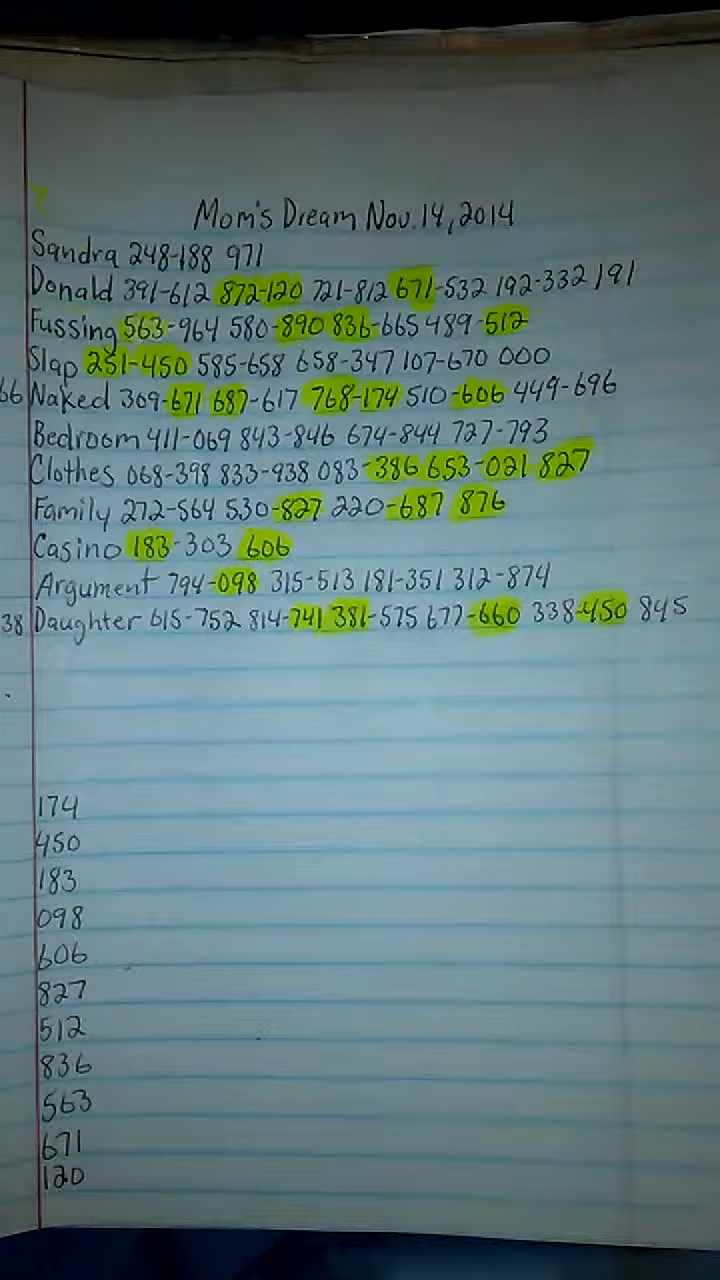 Mom's Dream Nov. 14, 2014
Sandra 248-188 971
Donald 391-612 872-120 721-812 671-532 192-332 191
Fussing 563-964 580-890 836-665 489-512
Slap 251-450 585-658 658-347 107-670 000
66 Naked 309-671 687-617 768-174 510-606 449-696
Bedroom 411-069 843-846 674-844 727-793
Clothes 068-398 833-938 083-386 653-021 827
Family 272-564 530-827 220-687 876
Casino 183-303 606
Argument 794-098 315-513 181-351 312-874
38 Daughter 615-752 814-741 381-575 677-660 338-450 845
174
450
183
098
606
827
512
836
563
671
120